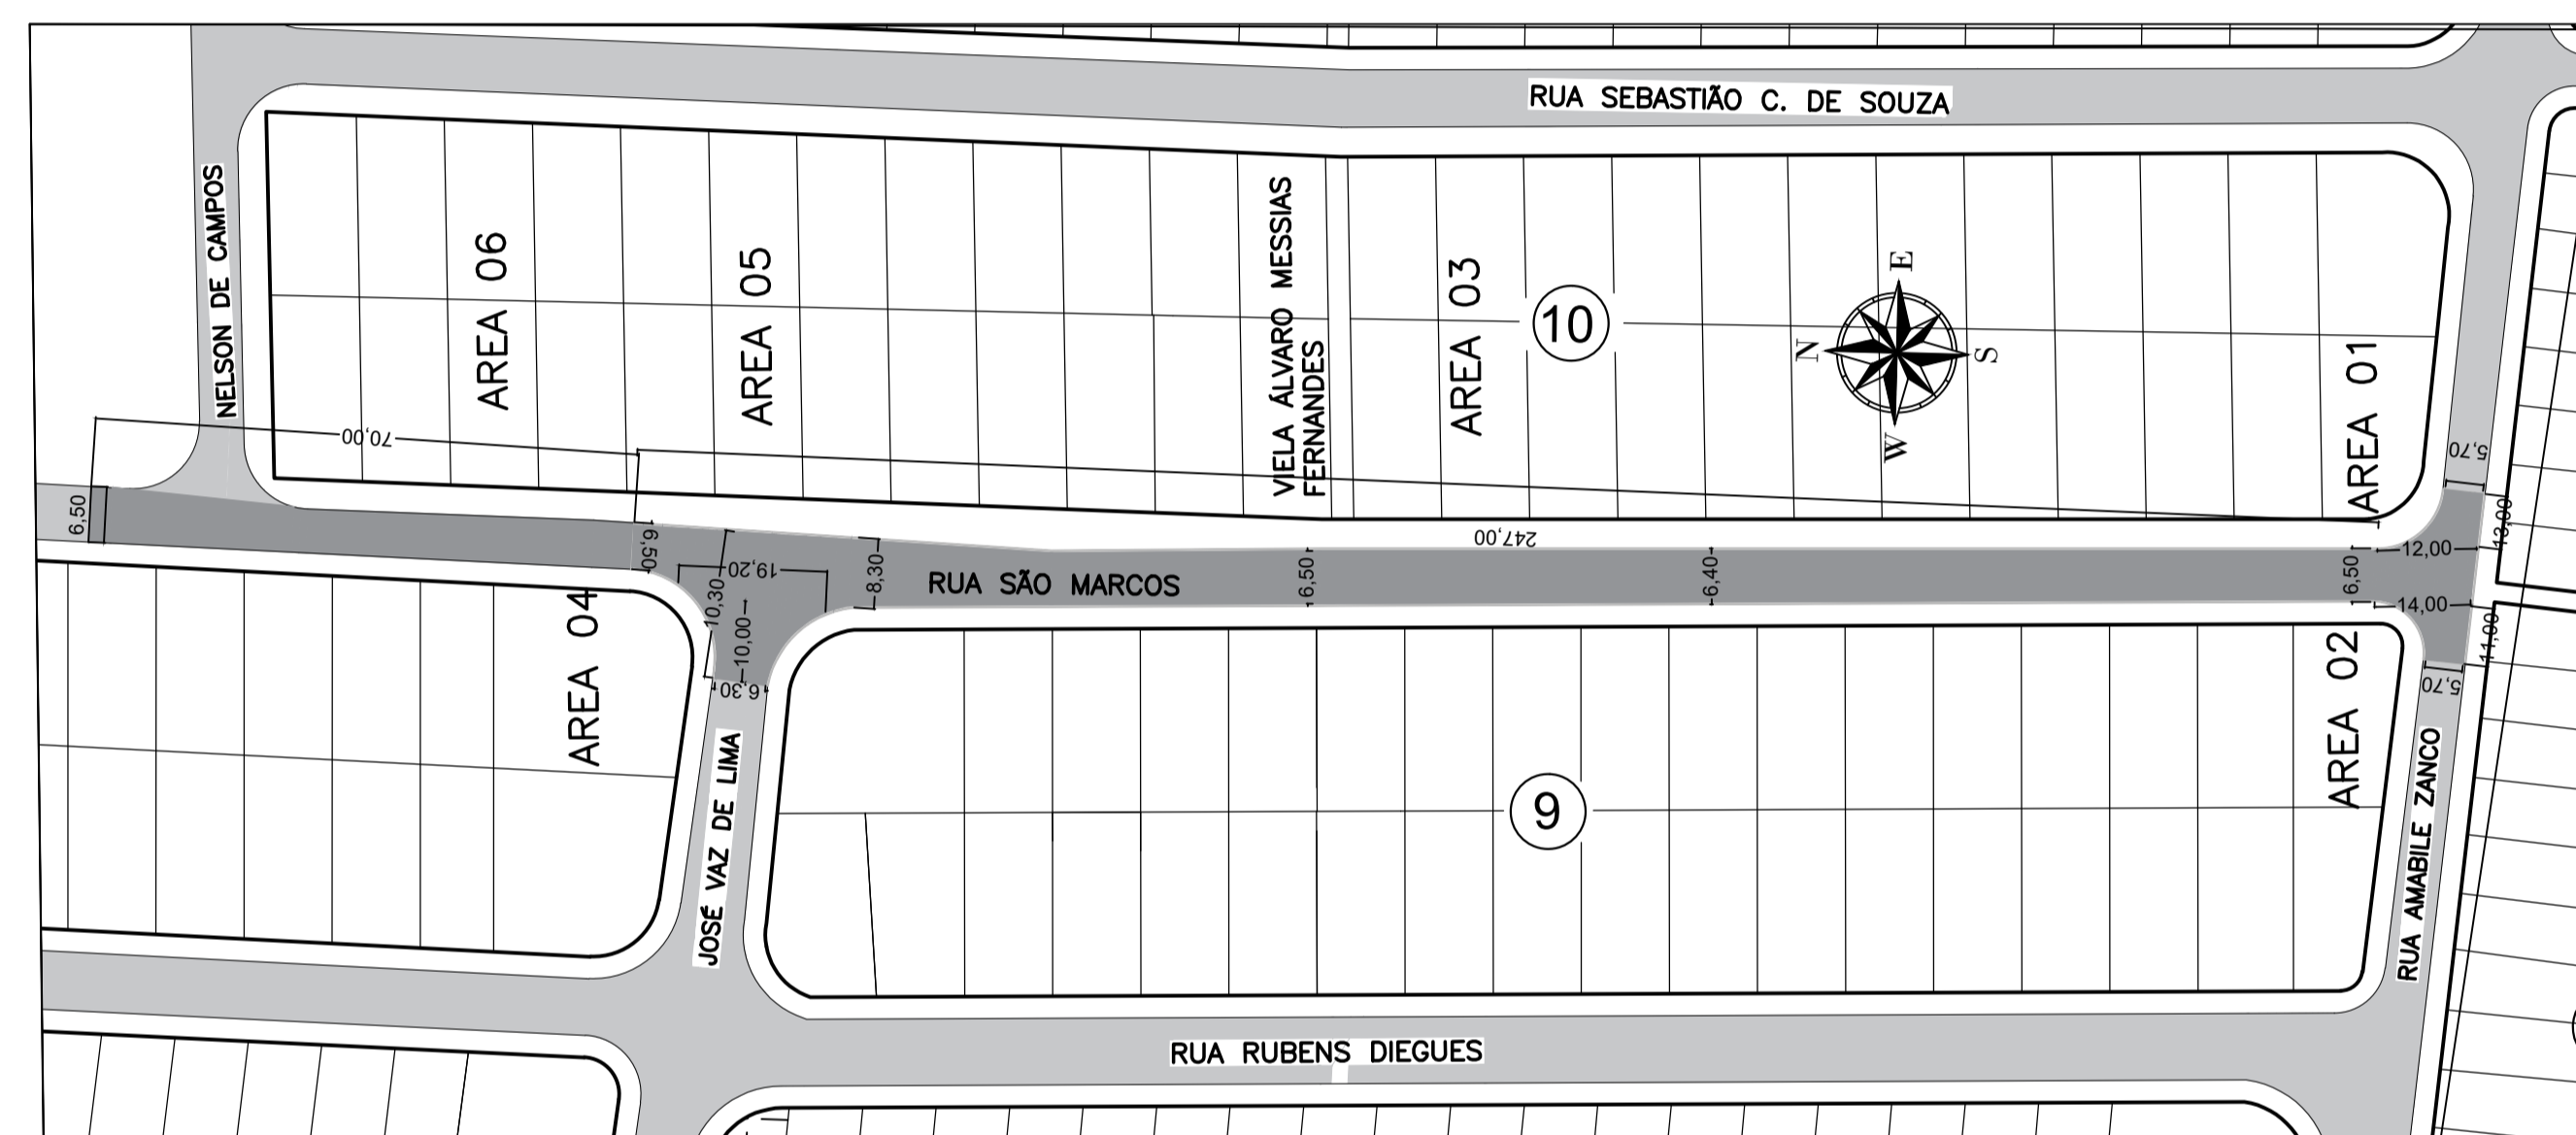 RUA SEBASTIÃO C. DE SOUZA
NELSON DE CAMPOS
AREA 06
AREA 05
VIELA ÁLVARO MESSIAS
FERNANDES
AREA 03
10
N
E
S
W
AREA 01
5,70
70,00
6,50
6,50
19,20
10,30
10,00
6,30
8,30
RUA SÃO MARCOS
247,00
6,50
6,40
6,50
12,00
13,00
14,00
11,00
5,70
AREA 04
AREA 02
JOSÉ VAZ DE LIMA
9
RUA AMABILE ZANCO
RUA RUBENS DIEGUES